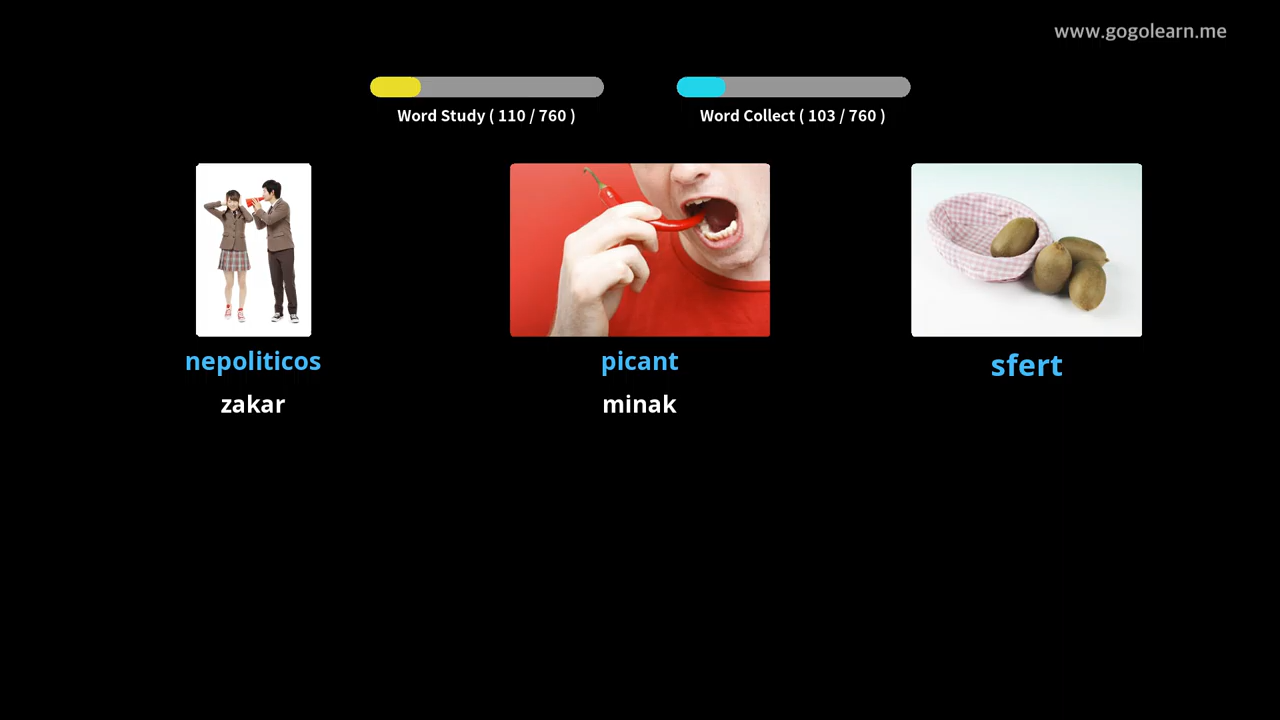 www.gogolearn.me
Word Study ( 110 / 760 )
Word Collect ( 103 / 760 )
nepoliticos
picant
sfert
zakar
minak